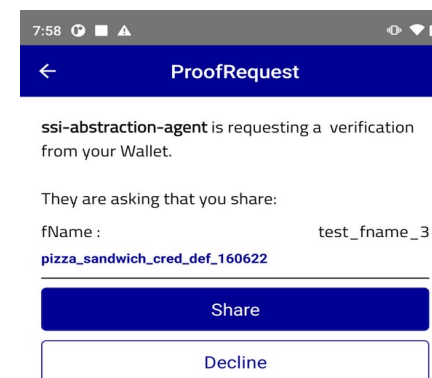 7:58
ProofRequest
ssi-abstraction-agent is requesting a verification
from your Wallet.
They are asking that you share:
fName : test_fname_3
pizza_sandwich_cred_def_160622
Share
Decline